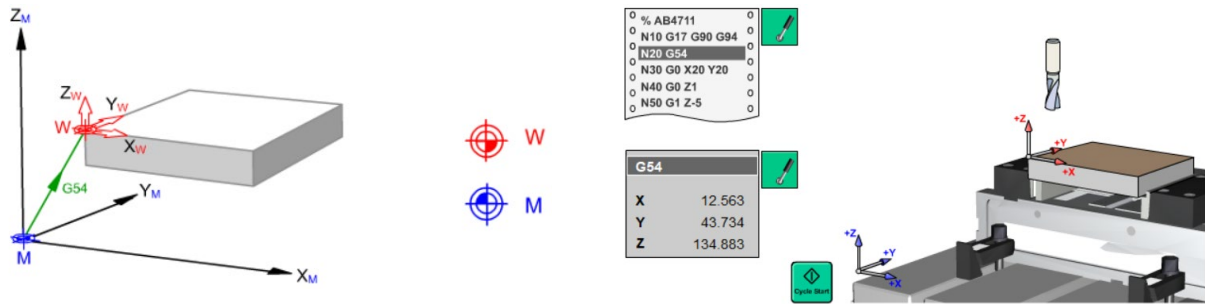 ZM
ZW
YW
W
XW
G54
YM
M
XM
W
M
% AB4711
N10 G17 G90 G94
N20 G54
N30 G0 X20 Y20
N40 G0 Z1
N50 G1 Z-5
G54
X 12.563
Y 43.734
Z 134.883
Cycle Start
+Z
+Y
+X
+Z
+Y
+X